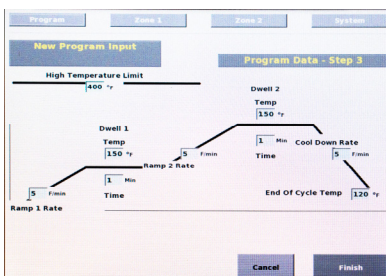 Program
Zone 1
Zone 2
System
New Program Input
Program Data - Step 3
High Temperature Limit
400 °F
Dwell 2
Temp
150 °F
Dwell 1
Temp
150 °F
1 Min
Time
Cool Down Rate
5 F/min
Ramp 2 Rate
5 F/min
1 Min
Time
5 F/min
Ramp 1 Rate
End Of Cycle Temp
120 °F
Cancel
Finish